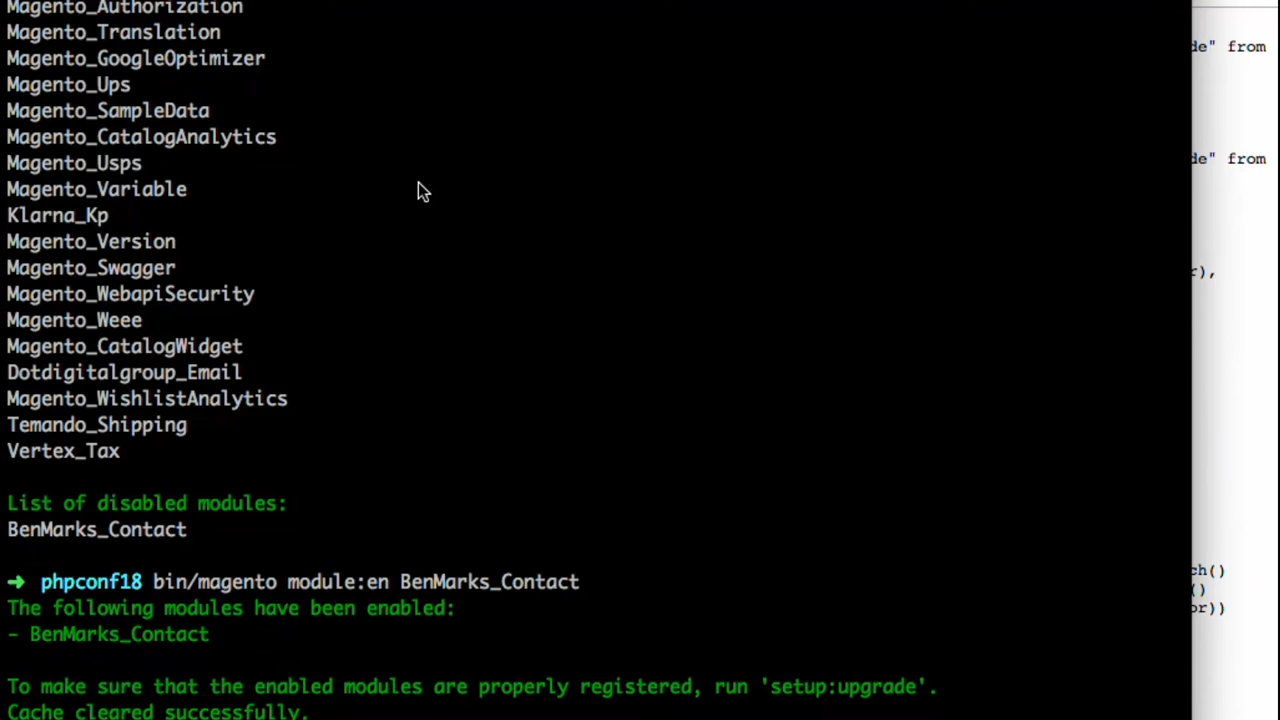 Magento_Authorization
Magento_Translation
Magento_GoogleOptimizer
Magento_Ups
Magento_SampleData
Magento_CatalogAnalytics
Magento_Usps
Magento_Variable
Klarna_Kp
Magento_Version
Magento_Swagger
Magento_WebapiSecurity
Magento_Weee
Magento_CatalogWidget
Dotdigitalgroup_Email
Magento_WishlistAnalytics
Temando_Shipping
Vertex_Tax
List of disabled modules:
BenMarks_Contact
➜ phpconf18 bin/magento module:en BenMarks_Contact
The following modules have been enabled:
- BenMarks_Contact
To make sure that the enabled modules are properly registered, run 'setup:upgrade'.
Cache cleared successfully.
de" from
de" from
r),
ch()
()
or))